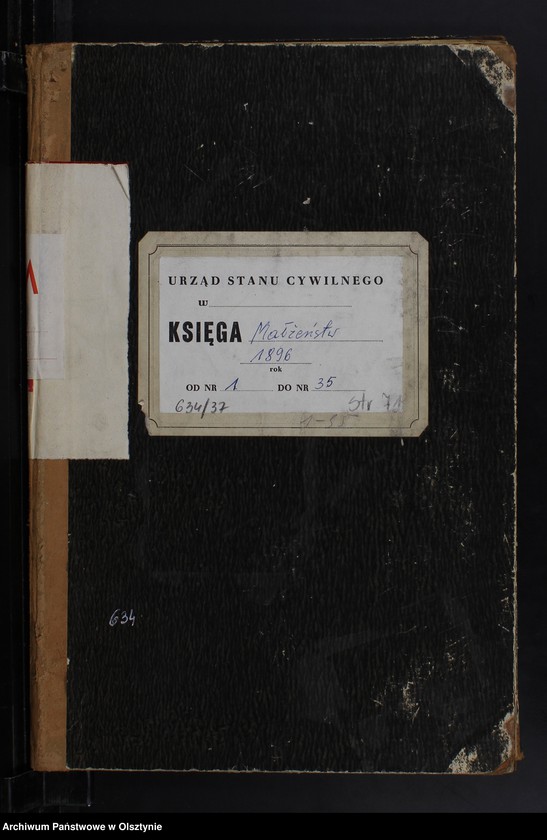 URZĄD STANU CYWILNEGO
w
KSIĘGA Małżeństw
1896
rok
OD NR 1 DO NR 35
634/37 Str 71
634
Archiwum Państwowe w Olsztynie